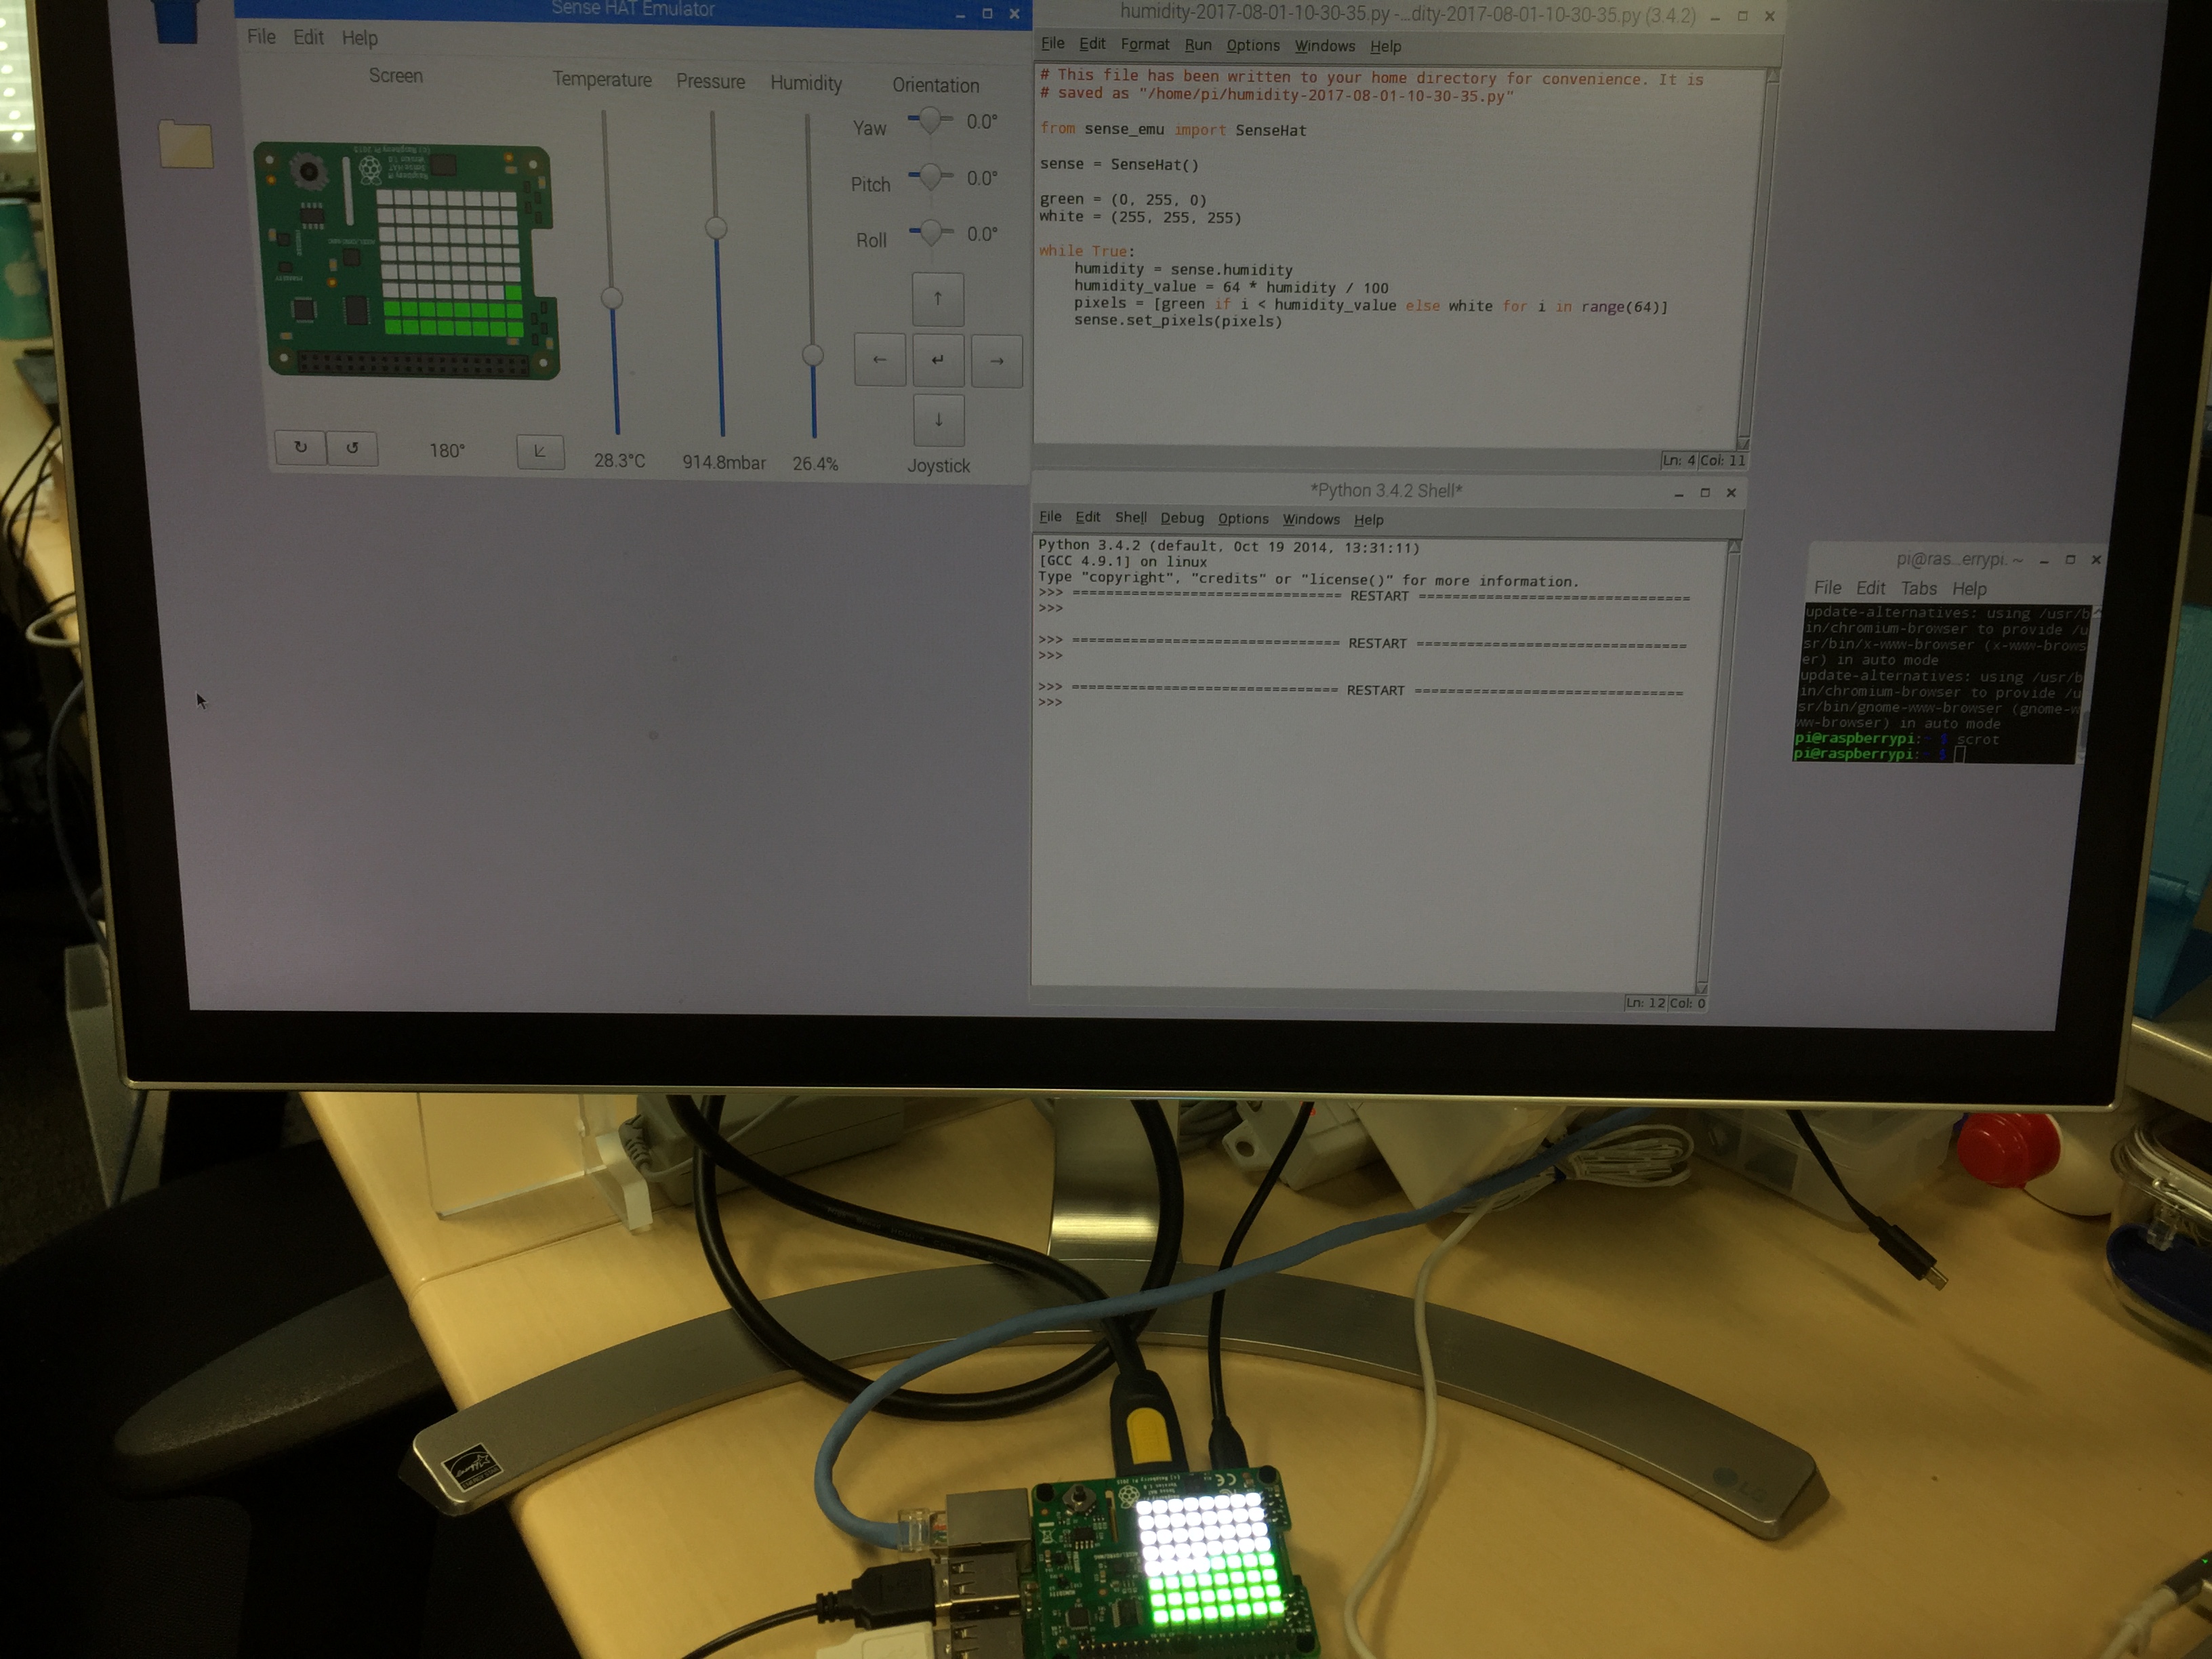 Sense HAT Emulator
File Edit Help
Screen
Temperature Pressure Humidity Orientation
Yaw 0.0°
Pitch 0.0°
Roll 0.0°
180°
28.3°C 914.8mbar 26.4% Joystick
humidity-2017-08-01-10-30-35.py -...dity-2017-08-01-10-30-35.py (3.4.2)
File Edit Format Run Options Windows Help
# This file has been written to your home directory for convenience. It is
# saved as "/home/pi/humidity-2017-08-01-10-30-35.py"
from sense_emu import SenseHat
sense = SenseHat()
green = (0, 255, 0)
white = (255, 255, 255)
while True:
    humidity = sense.humidity
    humidity_value = 64 * humidity / 100
    pixels = [green if i < humidity_value else white for i in range(64)]
    sense.set_pixels(pixels)
Ln: 4 Col: 11
*Python 3.4.2 Shell*
File Edit Shell Debug Options Windows Help
Python 3.4.2 (default, Oct 19 2014, 13:31:11)
[GCC 4.9.1] on linux
Type "copyright", "credits" or "license()" for more information.
>>> ================================ RESTART ================================
>>>
>>> ================================ RESTART ================================
>>>
>>> ================================ RESTART ================================
>>>
Ln: 12 Col: 0
pi@ras...errypi: ~
File Edit Tabs Help
update-alternatives: using /usr/b
in/chromium-browser to provide /u
sr/bin/x-www-browser (x-www-brows
er) in auto mode
update-alternatives: using /usr/b
in/chromium-browser to provide /u
sr/bin/gnome-www-browser (gnome-w
ww-browser) in auto mode
pi@raspberrypi:~ $ scrot
pi@raspberrypi:~ $
LG